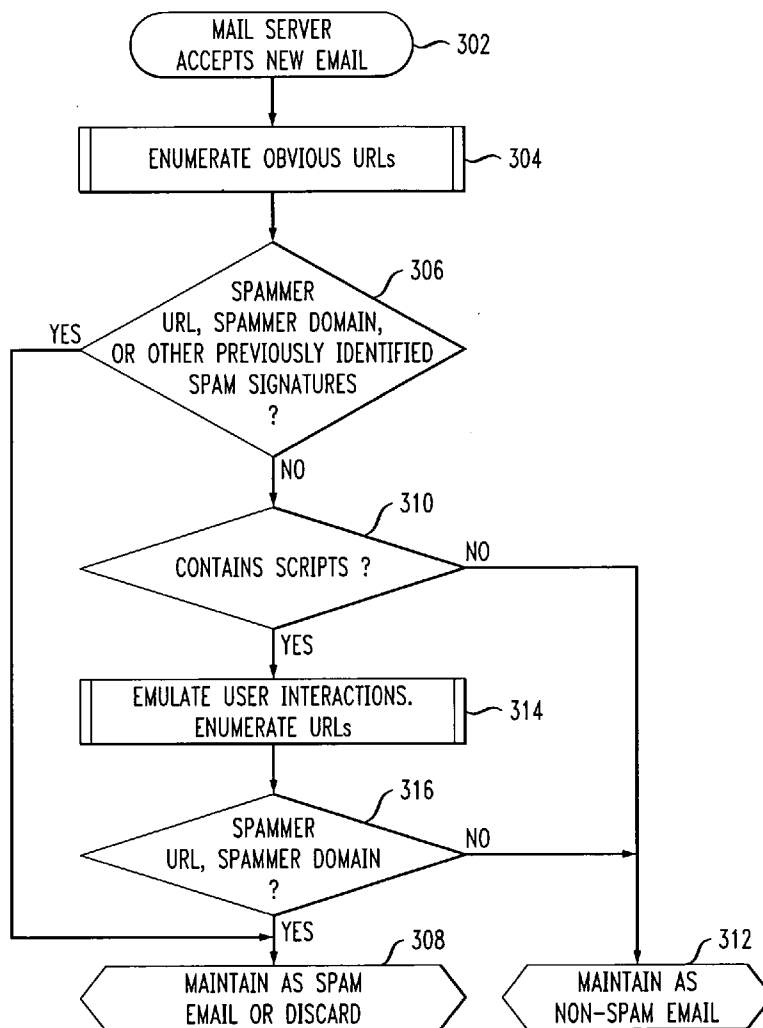 MAIL SERVER
ACCEPTS NEW EMAIL
302
ENUMERATE OBVIOUS URLs
304
306
SPAMMER
URL, SPAMMER DOMAIN,
OR OTHER PREVIOUSLY IDENTIFIED
SPAM SIGNATURES
?
YES
NO
310
CONTAINS SCRIPTS ?
NO
YES
EMULATE USER INTERACTIONS.
ENUMERATE URLs
314
316
SPAMMER
URL, SPAMMER DOMAIN
?
NO
YES
308
MAINTAIN AS SPAM
EMAIL OR DISCARD
312
MAINTAIN AS
NON-SPAM EMAIL